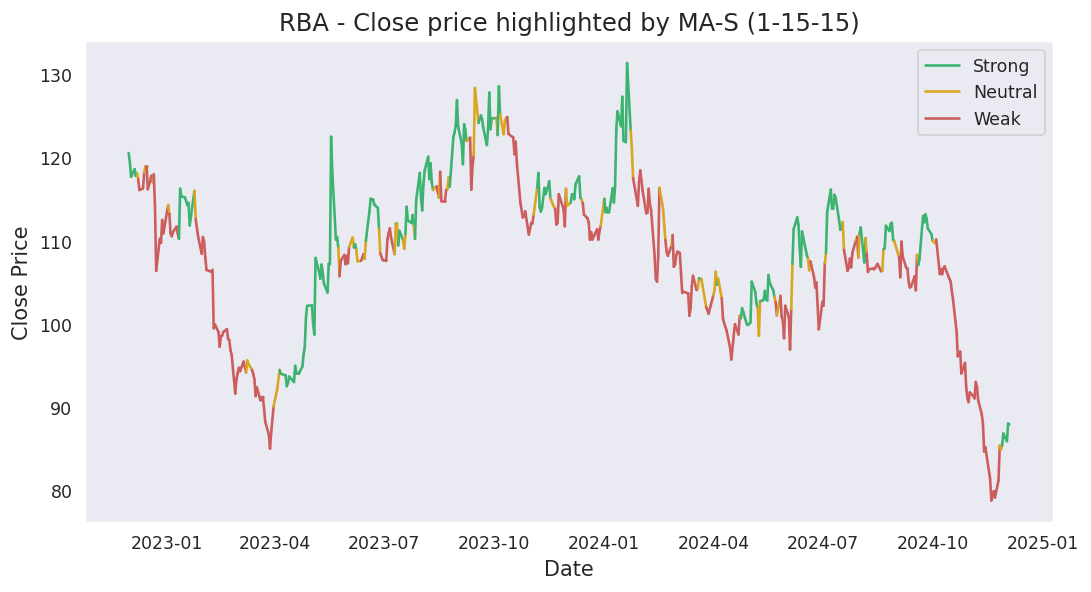 RBA - Close price highlighted by MA-S (1-15-15)
Strong
Neutral
Weak
Close Price
130
120
110
100
90
80
2023-01 2023-04 2023-07 2023-10 2024-01 2024-04 2024-07 2024-10 2025-01
Date